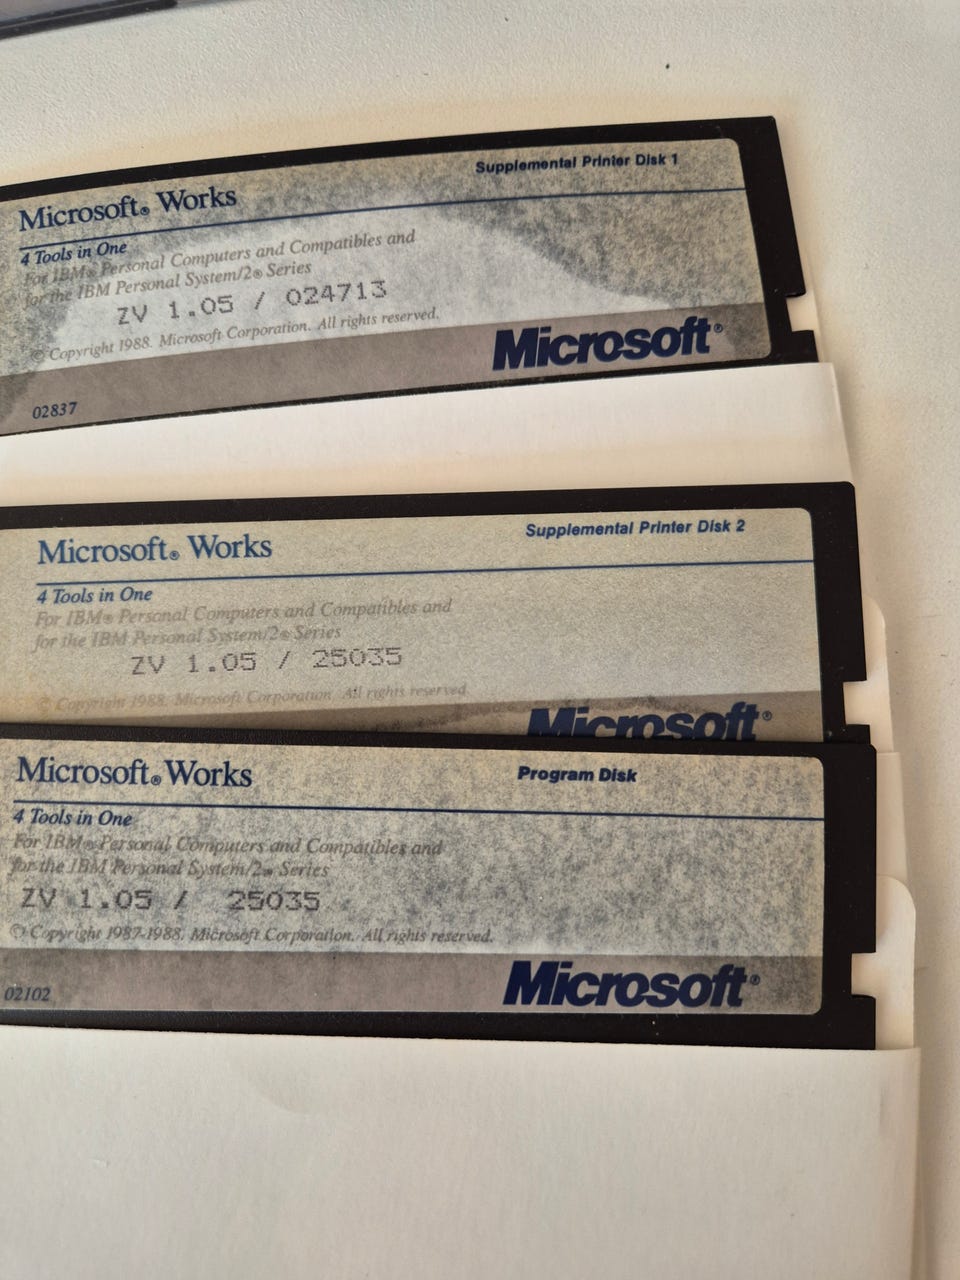 Supplemental Printer Disk 1
Microsoft® Works
4 Tools in One
For IBM® Personal Computers and Compatibles and
for the IBM Personal System/2® Series
ZV 1.05 / 024713
© Copyright 1988. Microsoft Corporation. All rights reserved.
Microsoft®
02837
Supplemental Printer Disk 2
Microsoft® Works
4 Tools in One
For IBM® Personal Computers and Compatibles and
for the IBM Personal System/2® Series
ZV 1.05 / 25035
© Copyright 1988. Microsoft Corporation. All rights reserved.
Microsoft®
Microsoft® Works
Program Disk
4 Tools in One
For IBM® Personal Computers and Compatibles and
for the IBM Personal System/2® Series
ZV 1.05 / 25035
© Copyright 1987-1988. Microsoft Corporation. All rights reserved.
Microsoft®
02102